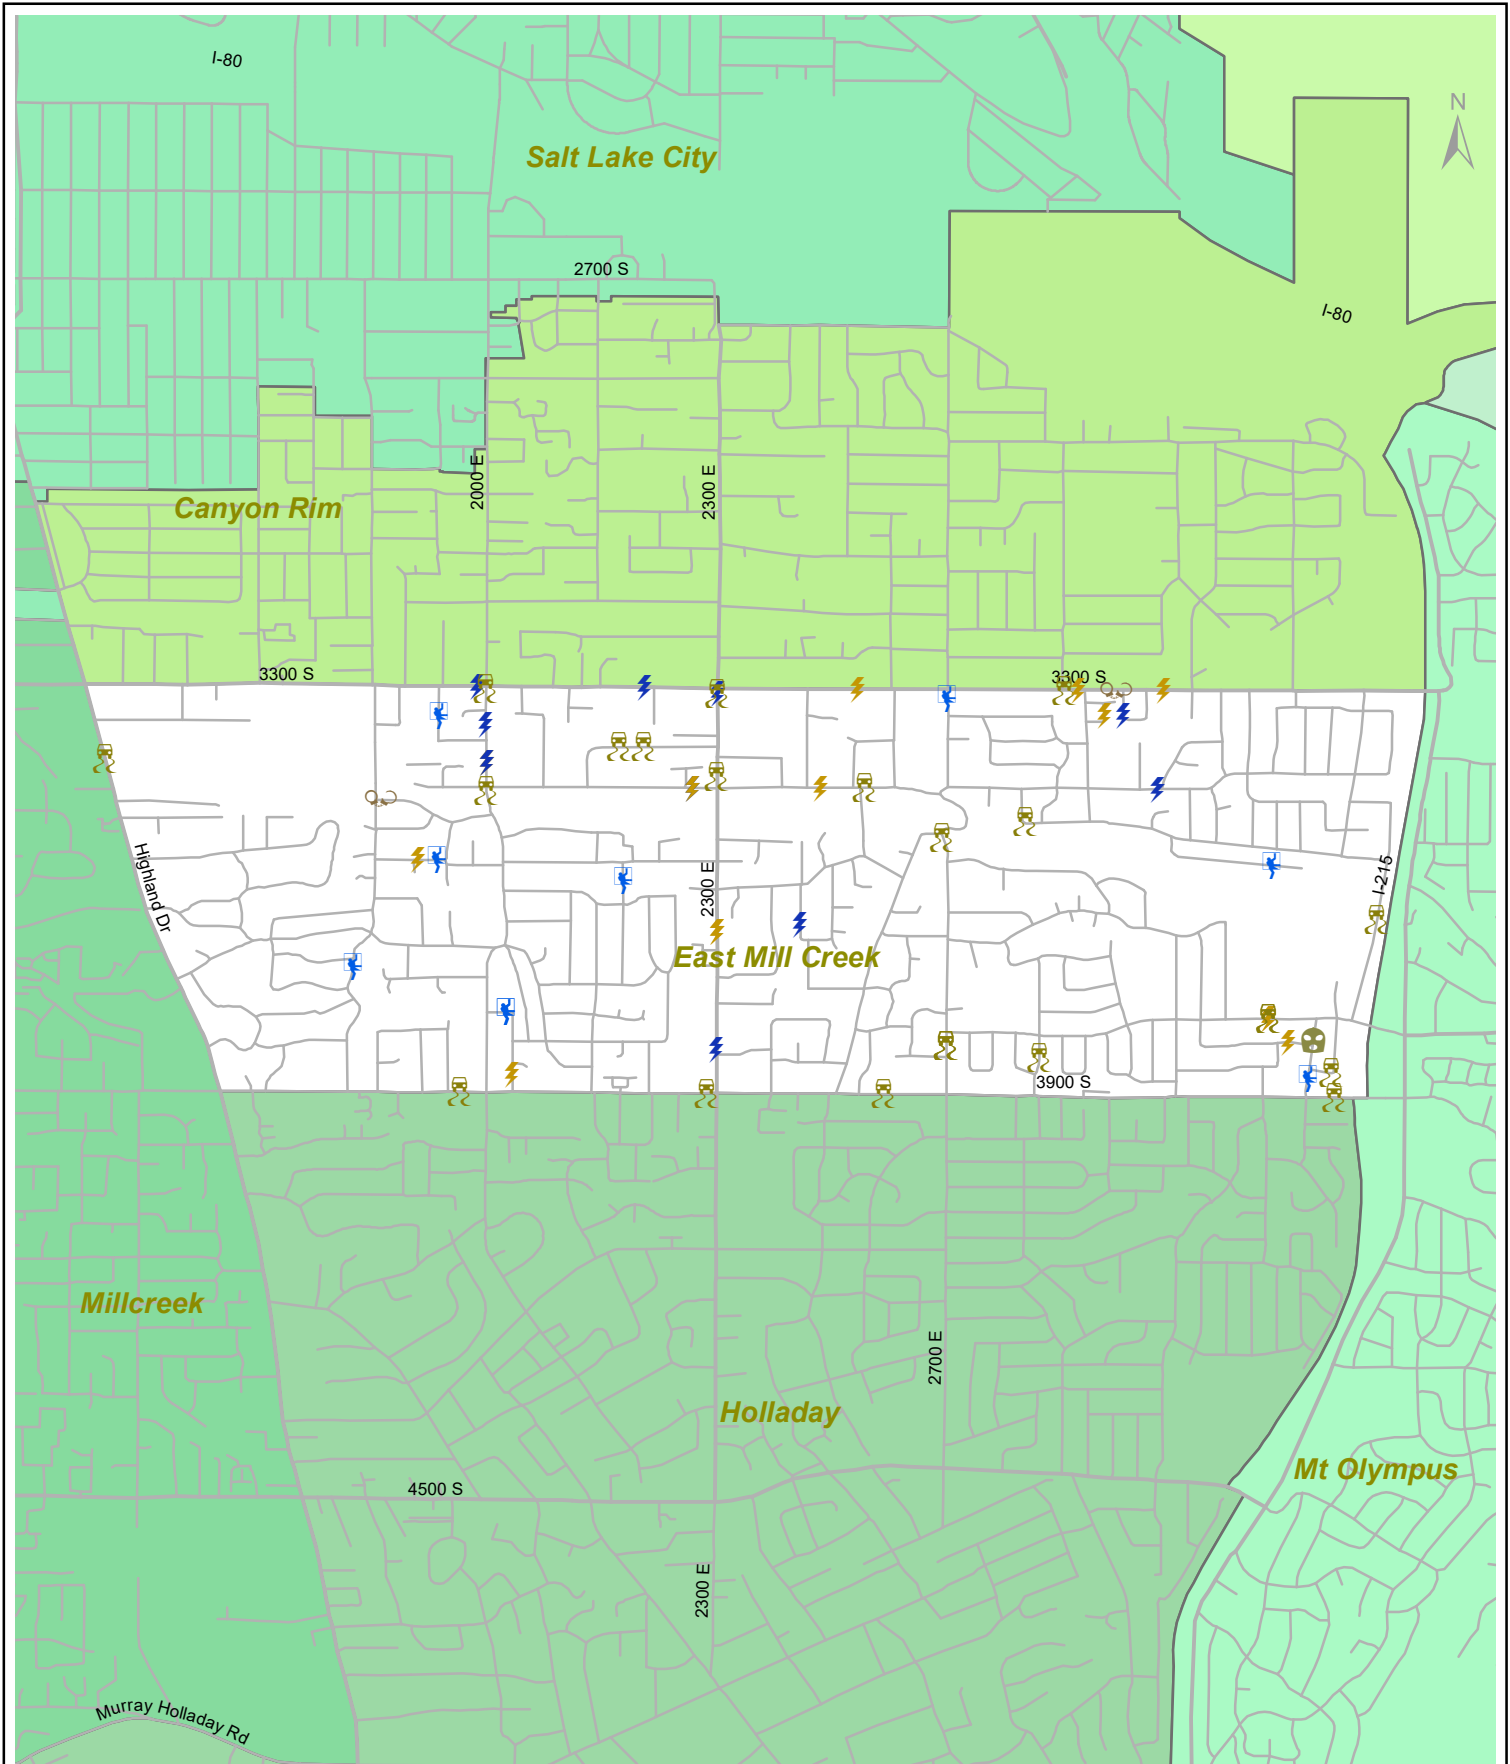 I-80
N
Salt Lake City
2700 S
I-80
2000 E
2300 E
Canyon Rim
3300 S
3300 S
Highland Dr
2300 E
I-215
East Mill Creek
3900 S
Millcreek
2700 E
Holladay
Mt Olympus
4500 S
2300 E
Murray Holladay Rd